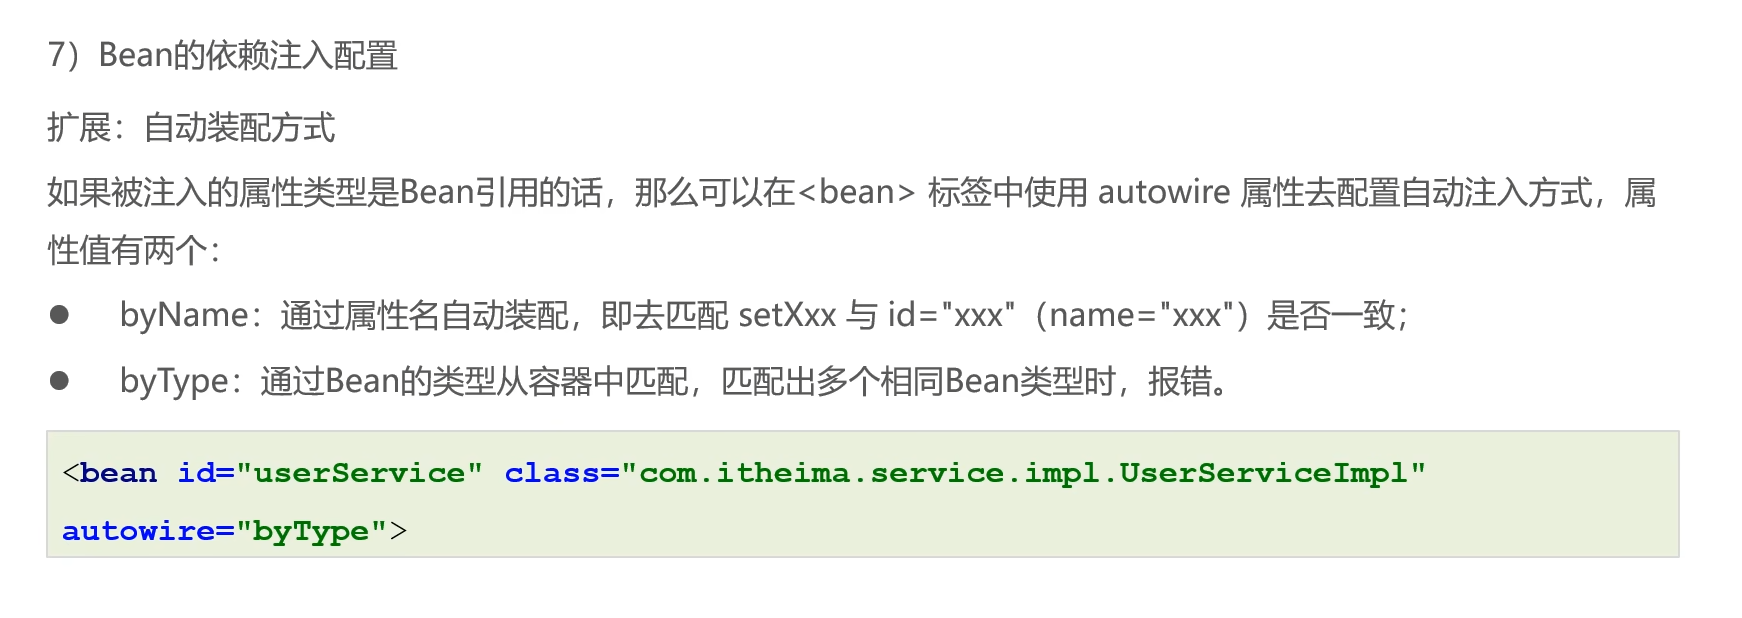 7）Bean的依赖注入配置
扩展：自动装配方式
如果被注入的属性类型是Bean引用的话，那么可以在<bean> 标签中使用 autowire 属性去配置自动注入方式，属
性值有两个：
● byName：通过属性名自动装配，即去匹配 setXxx 与 id="xxx"（name="xxx"）是否一致；
● byType：通过Bean的类型从容器中匹配，匹配出多个相同Bean类型时，报错。
<bean id="userService" class="com.itheima.service.impl.UserServiceImpl"
autowire="byType">